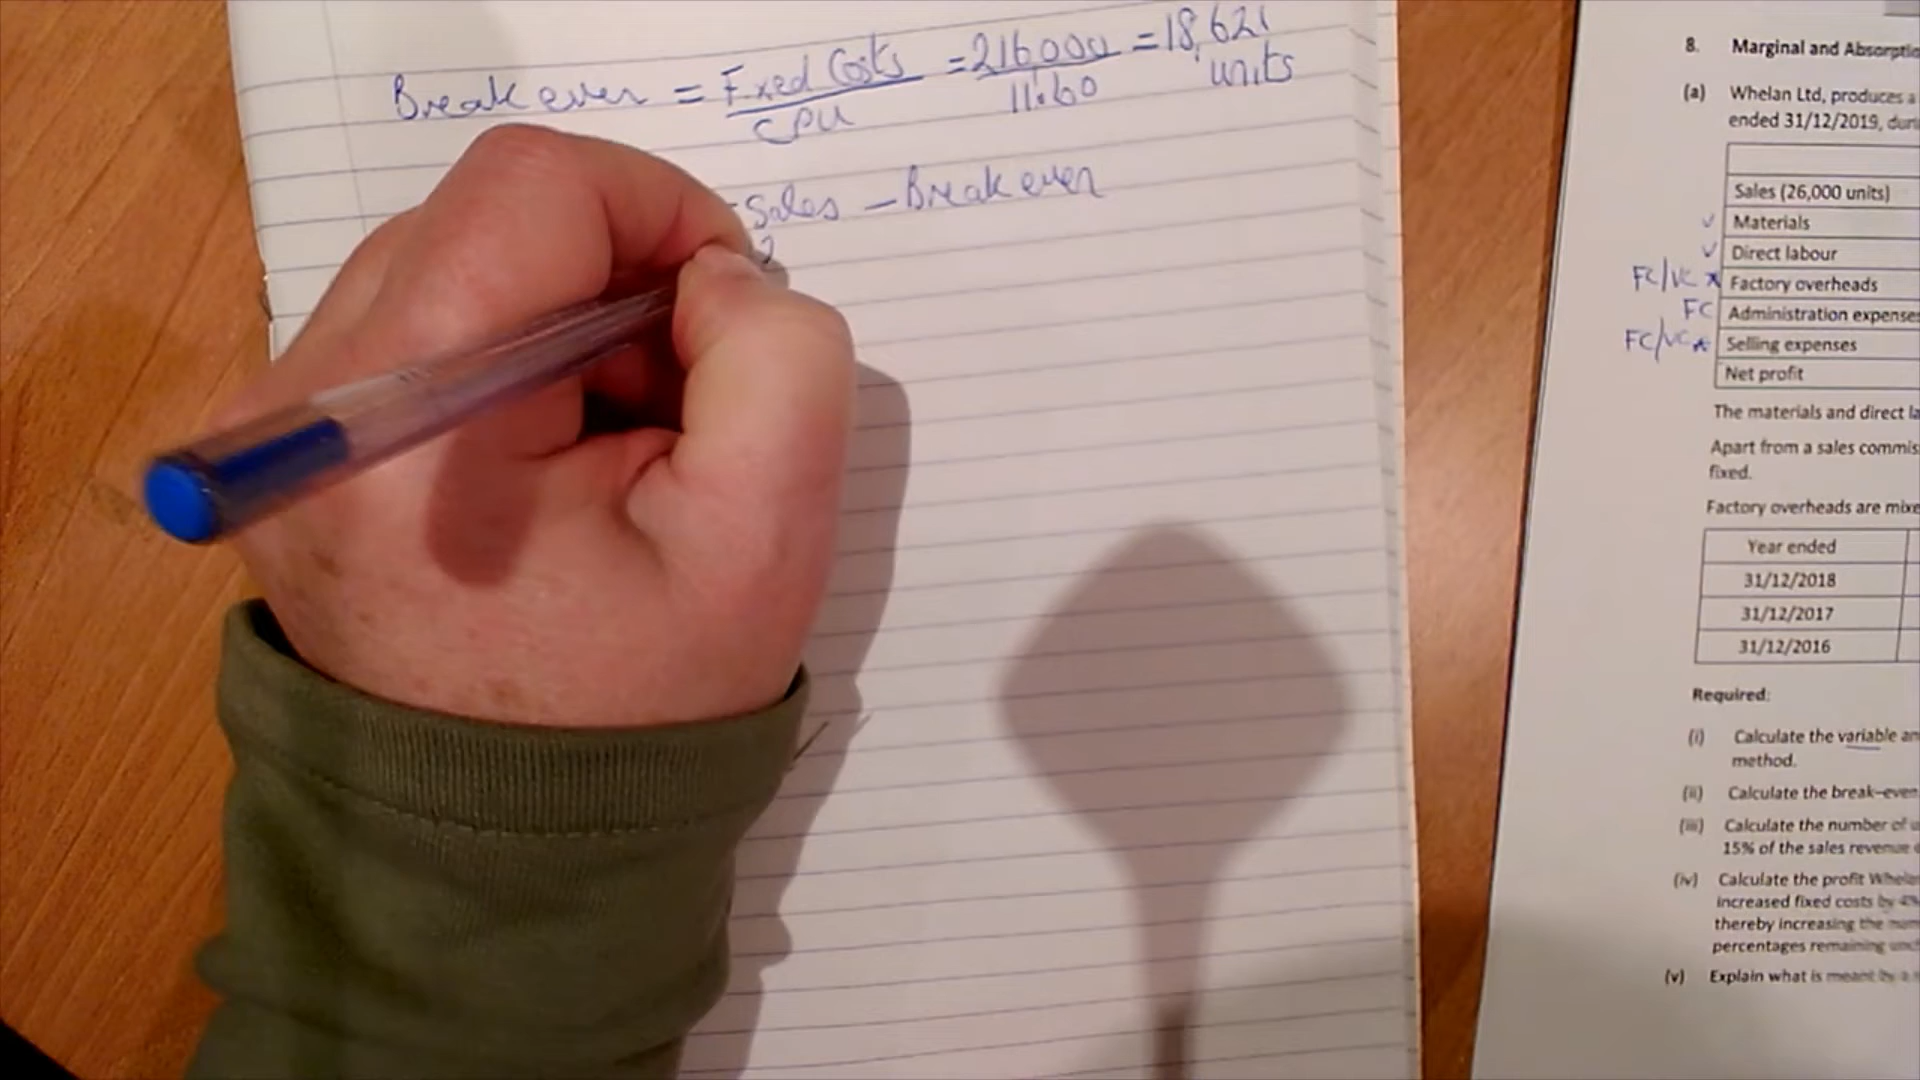 Break even = Fixed Costs = 216000 = 18,621
CPU 11.60 units
= Sales - Break even
8. Marginal and Absorptio
(a) Whelan Ltd, produces a
ended 31/12/2019, duri
Sales (26,000 units)
✓ Materials
✓ Direct labour
FC/VC * Factory overheads
FC Administration expenses
FC/VC * Selling expenses
Net profit
The materials and direct la
Apart from a sales commis
fixed.
Factory overheads are mixe
Year ended
31/12/2018
31/12/2017
31/12/2016
Required:
(i) Calculate the variable an
method.
(ii) Calculate the break-even
(iii) Calculate the number of u
15% of the sales revenue
(iv) Calculate the profit Whelan
increased fixed costs by 4%
thereby increasing the num
percentages remaining unc
(v) Explain what is meant by a